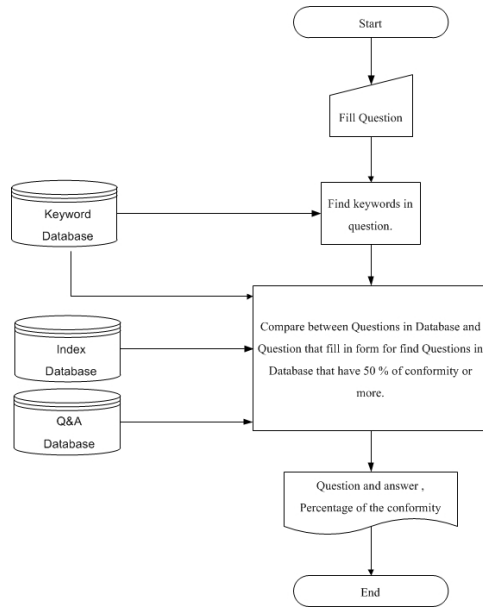 Start
Fill Question
Keyword
Database
Find keywords in
question.
Compare between Questions in Database and
Question that fill in form for find Questions in
Database that have 50 % of conformity or
more.
Index
Database
Q&A
Database
Question and answer ,
Percentage of the conformity
End